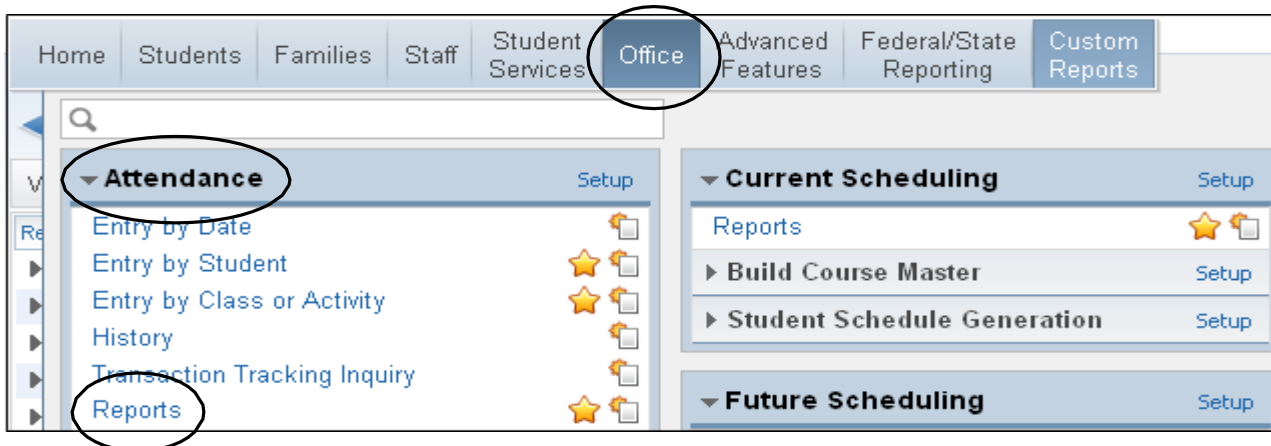 Home Students Families Staff Student Services Office Advanced Features Federal/State Reporting Custom Reports
V
Re
Attendance Setup
Entry by Date
Entry by Student
Entry by Class or Activity
History
Transaction Tracking Inquiry
Reports
Current Scheduling Setup
Reports
Build Course Master Setup
Student Schedule Generation Setup
Future Scheduling Setup